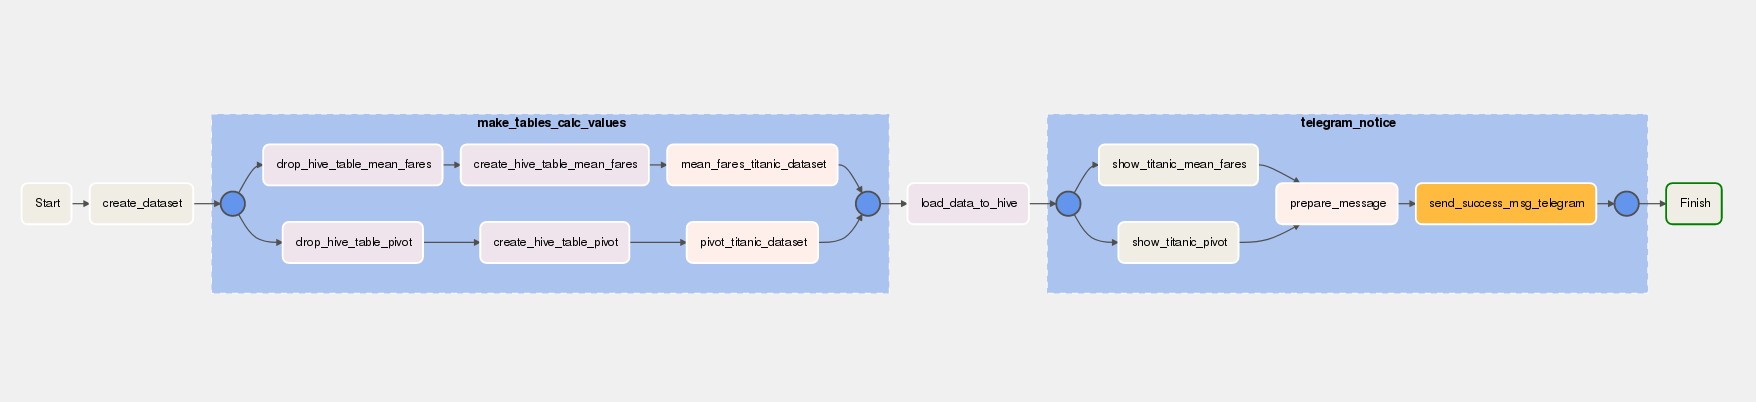 make_tables_calc_values
telegram_notice
drop_hive_table_mean_fares
create_hive_table_mean_fares
mean_fares_titanic_dataset
show_titanic_mean_fares
Start
create_dataset
load_data_to_hive
prepare_message
send_success_msg_telegram
Finish
drop_hive_table_pivot
create_hive_table_pivot
pivot_titanic_dataset
show_titanic_pivot